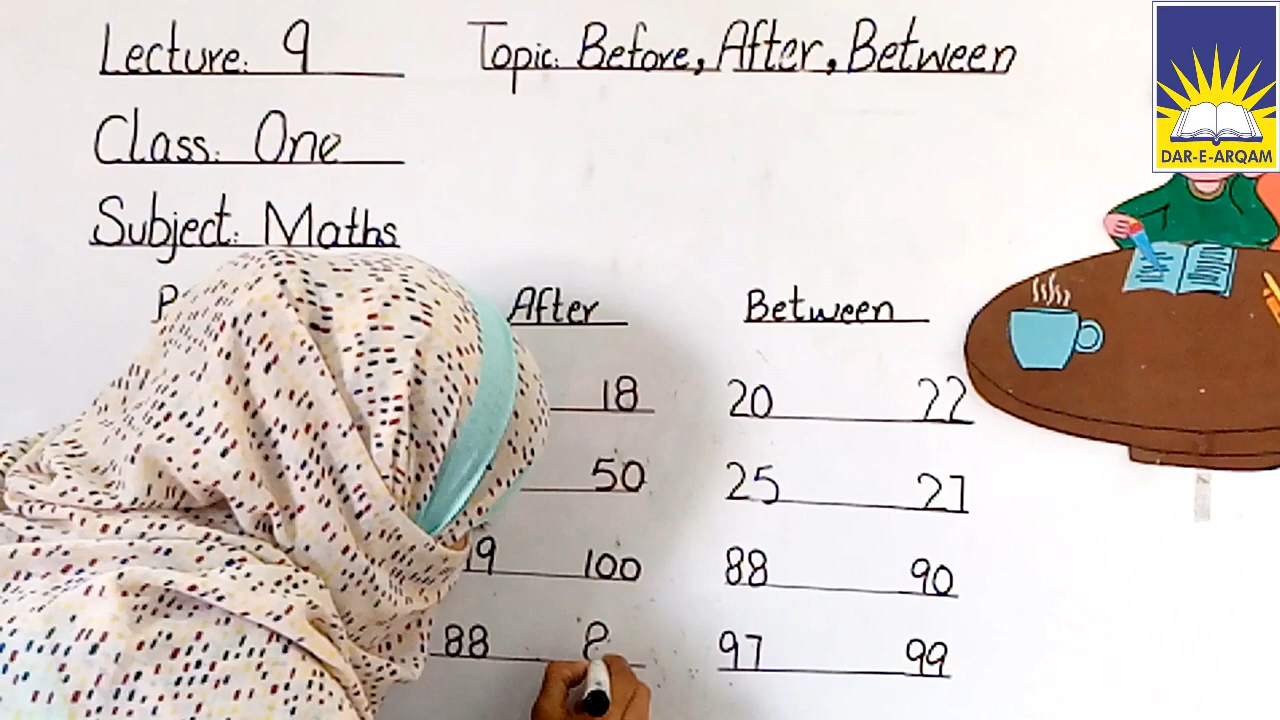 Lecture: 9 Topic: Before, After, Between
DAR-E-ARQAM
Class: One
Subject: Maths
After Between
18 20 22
50 25 27
100 88 90
88 8 97 99